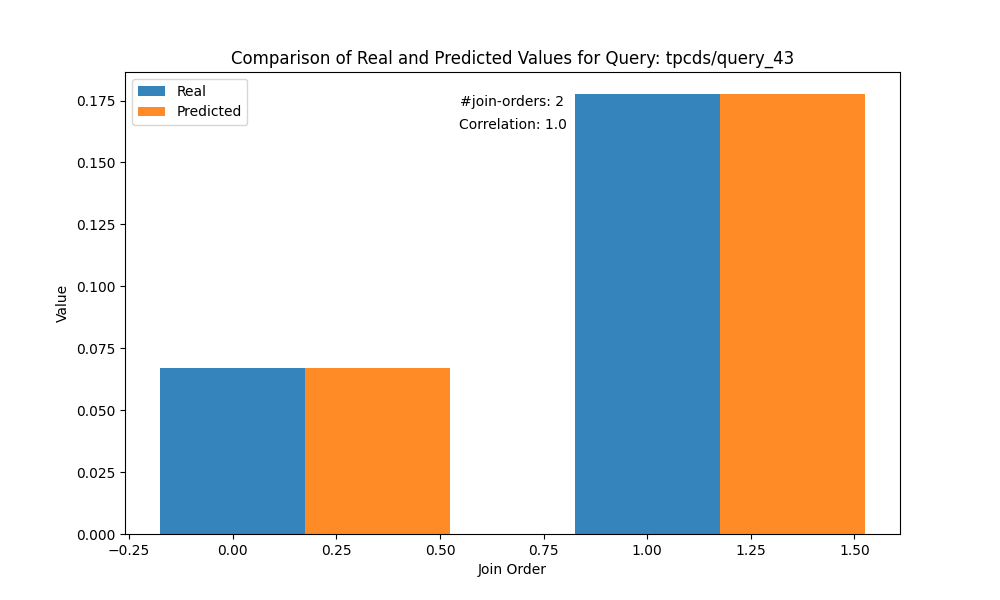 Comparison of Real and Predicted Values for Query: tpcds/query_43
Real
Predicted
#join-orders: 2
Correlation: 1.0
Value
0.175
0.150
0.125
0.100
0.075
0.050
0.025
0.000
−0.25 0.00 0.25 0.50 0.75 1.00 1.25 1.50
Join Order